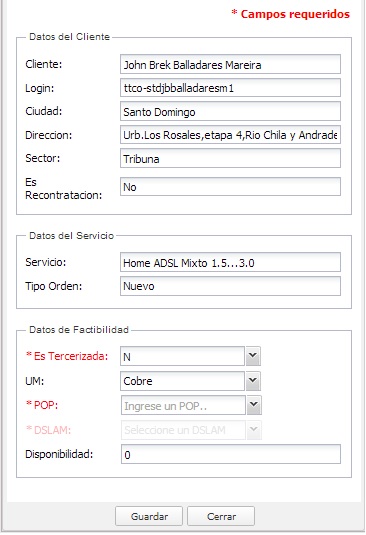 * Campos requeridos
Datos del Cliente
Cliente: John Brek Balladares Mareira
Login: ttco-stdjbballadaresm1
Ciudad: Santo Domingo
Direccion: Urb.Los Rosales,etapa 4,Rio Chila y Andrade
Sector: Tribuna
Es
Recontratacion: No
Datos del Servicio
Servicio: Home ADSL Mixto 1.5...3.0
Tipo Orden: Nuevo
Datos de Factibilidad
* Es Tercerizada: N
UM: Cobre
* POP: Ingrese un POP..
* DSLAM: Seleccione un DSLAM
Disponibilidad: 0
Guardar Cerrar